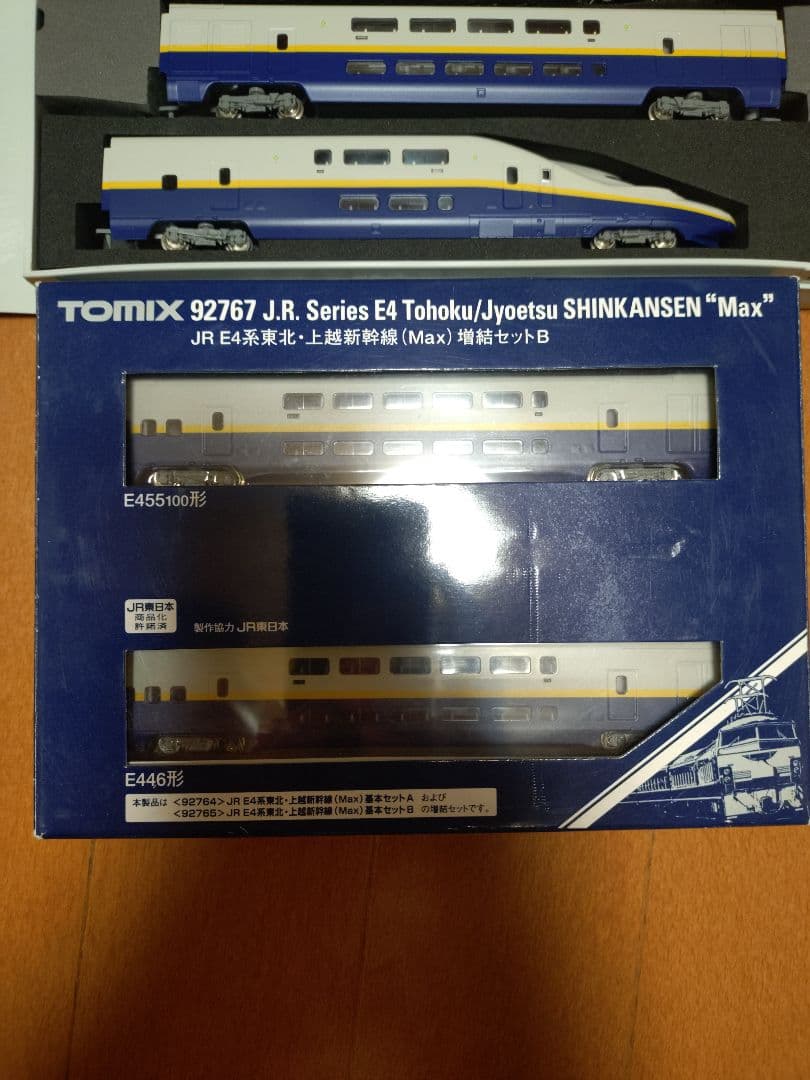 TOMIX 92767 J.R. Series E4 Tohoku/Jyoetsu SHINKANSEN "Max"
JR E4系東北・上越新幹線(Max)増結セットB
E455100形
JR東日本
商品化
許諾済
製作協力 JR東日本
E446形
本製品は <92764>JR E4系東北・上越新幹線(Max)基本セットA および
<92765>JR E4系東北・上越新幹線(Max)基本セットB の増結セットです。